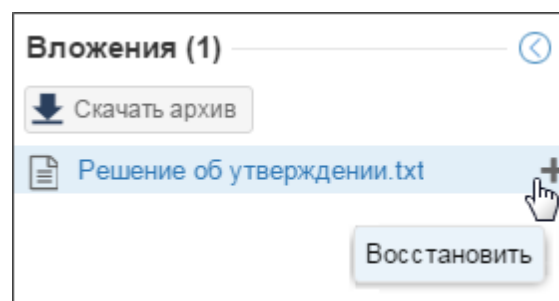 Вложения (1)
Скачать архив
Решение об утверждении.txt
Восстановить